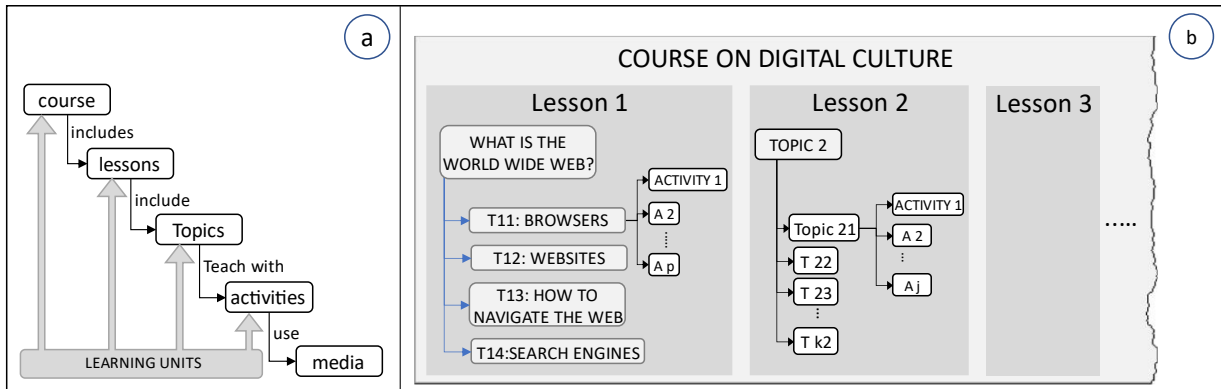 a
course
includes
lessons
include
Topics
Teach with
activities
use
LEARNING UNITS
media
b
COURSE ON DIGITAL CULTURE
Lesson 1
WHAT IS THE
WORLD WIDE WEB?
ACTIVITY 1
T11: BROWSERS
A 2
.....
A p
T12: WEBSITES
T13: HOW TO
NAVIGATE THE WEB
T14:SEARCH ENGINES
Lesson 2
TOPIC 2
Topic 21
ACTIVITY 1
A 2
...
A j
T 22
T 23
...
T k2
Lesson 3
.....